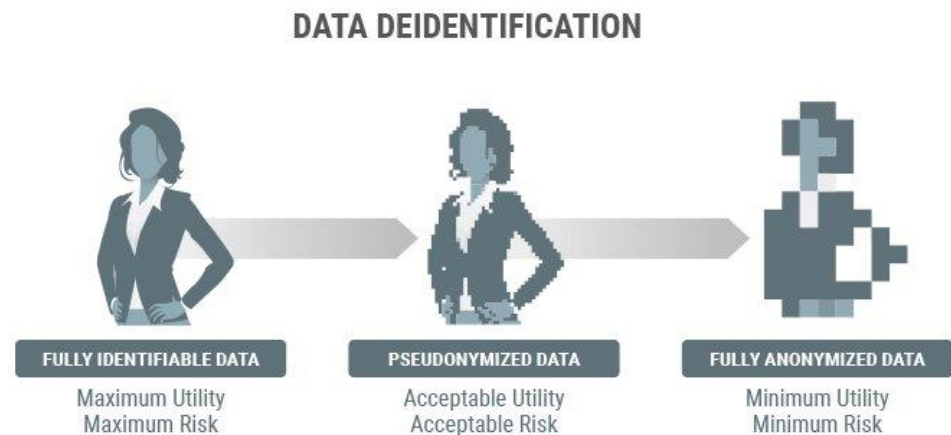 DATA DEIDENTIFICATION
FULLY IDENTIFIABLE DATA
Maximum Utility
Maximum Risk
PSEUDONYMIZED DATA
Acceptable Utility
Acceptable Risk
FULLY ANONYMIZED DATA
Minimum Utility
Minimum Risk